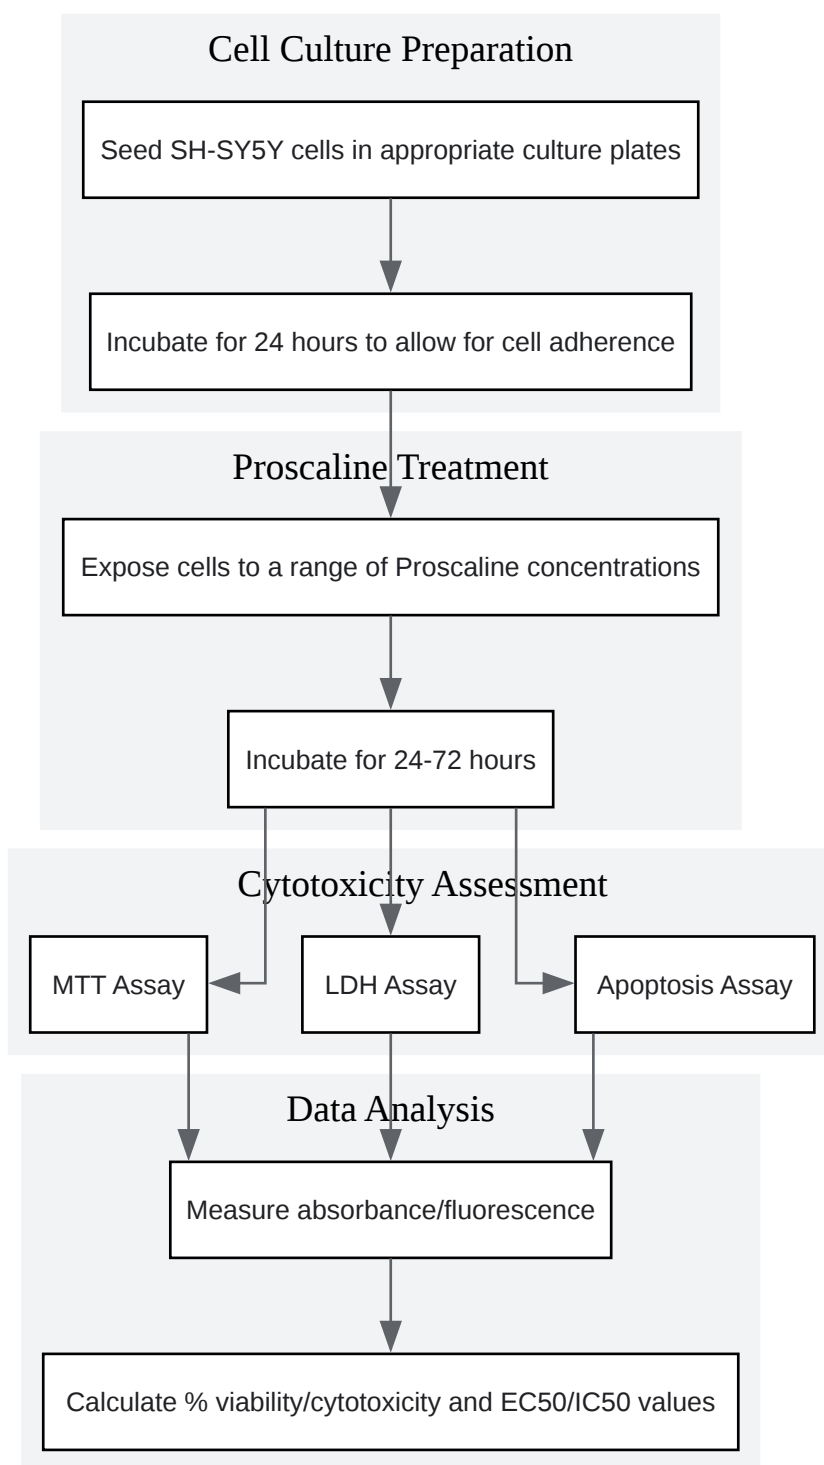 Cell Culture Preparation
Seed SH-SY5Y cells in appropriate culture plates
Incubate for 24 hours to allow for cell adherence
Proscaline Treatment
Expose cells to a range of Proscaline concentrations
Incubate for 24-72 hours
Cytotoxicity Assessment
MTT Assay
LDH Assay
Apoptosis Assay
Data Analysis
Measure absorbance/fluorescence
Calculate % viability/cytotoxicity and EC50/IC50 values